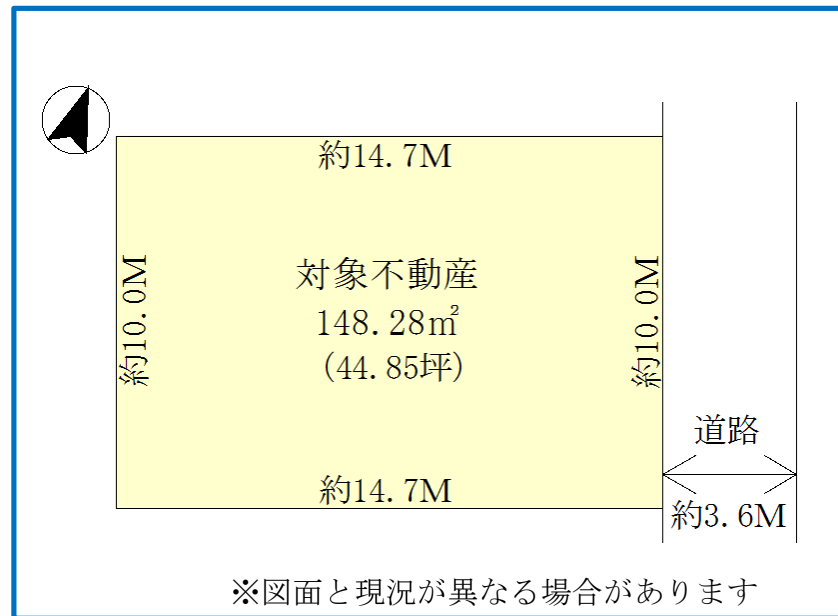 約14.7M
約10.0M
対象不動産
148.28㎡
(44.85坪)
約10.0M
道路
約14.7M
約3.6M
※図面と現況が異なる場合があります